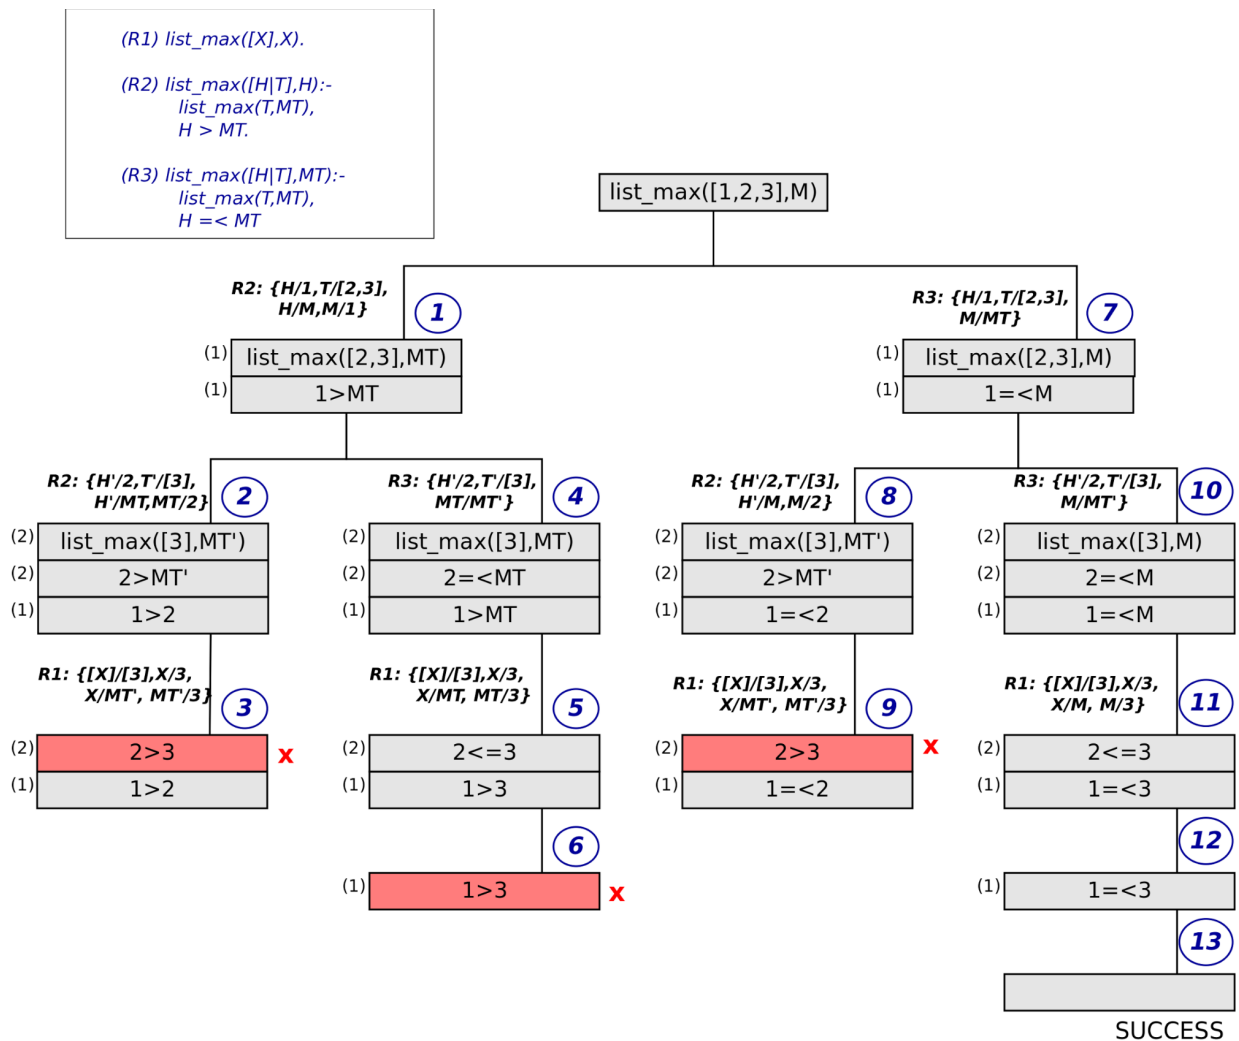 (R1) list_max([X],X).
(R2) list_max([H|T],H):-
list_max(T,MT),
H > MT.
(R3) list_max([H|T],MT):-
list_max(T,MT),
H =< MT
list_max([1,2,3],M)
R2: {H/1,T/[2,3],
H/M,M/1}
1
R3: {H/1,T/[2,3],
M/MT}
7
(1) list_max([2,3],MT)
(1) 1>MT
(1) list_max([2,3],M)
(1) 1=<M
R2: {H'/2,T'/[3],
H'/MT,MT/2}
2
R3: {H'/2,T'/[3],
MT/MT'}
4
R2: {H'/2,T'/[3],
H'/M,M/2}
8
R3: {H'/2,T'/[3],
M/MT'}
10
(2) list_max([3],MT')
(2) 2>MT'
(1) 1>2
(2) list_max([3],MT)
(2) 2=<MT
(1) 1>MT
(2) list_max([3],MT')
(2) 2>MT'
(1) 1=<2
(2) list_max([3],M)
(2) 2=<M
(1) 1=<M
R1: {[X]/[3],X/3,
X/MT', MT'/3}
3
R1: {[X]/[3],X/3,
X/MT, MT/3}
5
R1: {[X]/[3],X/3,
X/MT', MT'/3}
9
R1: {[X]/[3],X/3,
X/M, M/3}
11
(2) 2>3 x
(1) 1>2
(2) 2<=3
(1) 1>3
(2) 2>3 x
(1) 1=<2
(2) 2<=3
(1) 1=<3
6
12
(1) 1>3 x
(1) 1=<3
13
SUCCESS